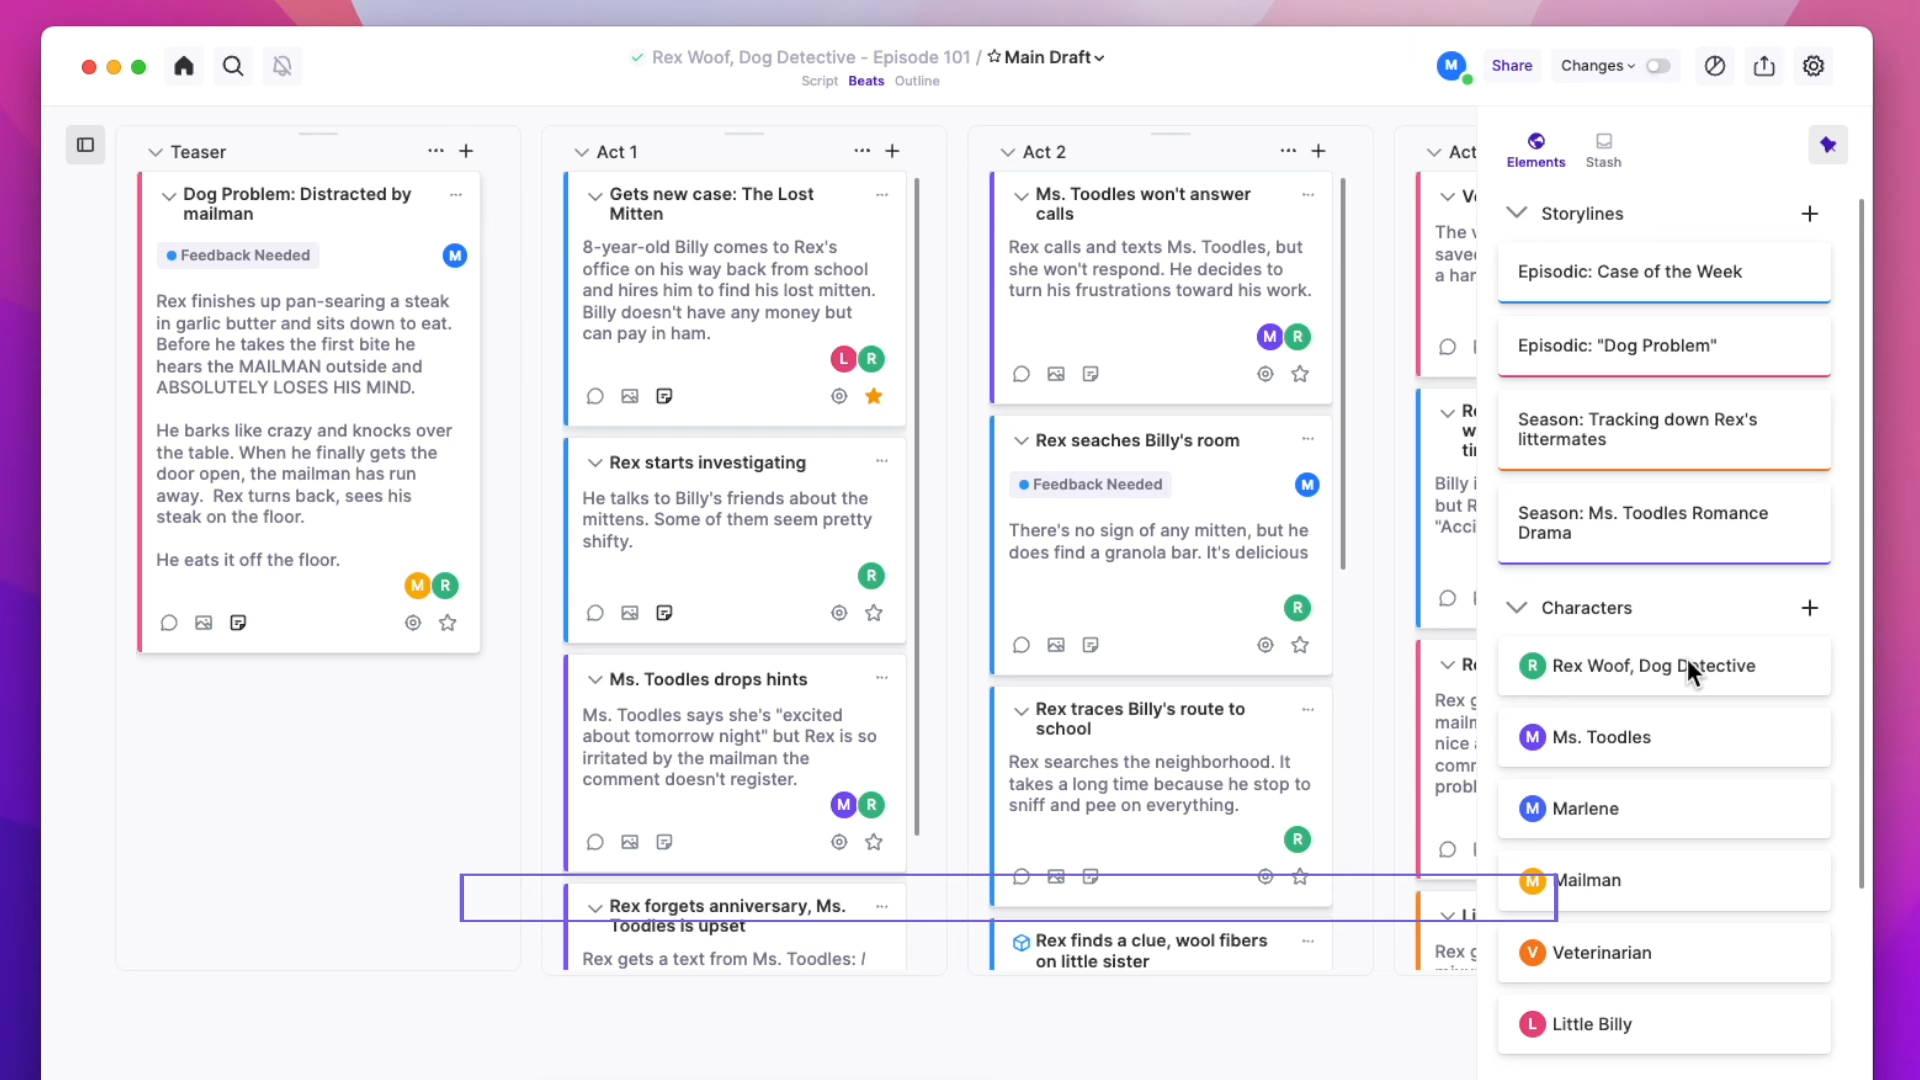 Rex Woof, Dog Detective - Episode 101 / Main Draft
Script Beats Outline
M
Share
Changes
Teaser
Dog Problem: Distracted by
mailman
Feedback Needed
M
Rex finishes up pan-searing a steak
in garlic butter and sits down to eat.
Before he takes the first bite he
hears the MAILMAN outside and
ABSOLUTELY LOSES HIS MIND.
He barks like crazy and knocks over
the table. When he finally gets the
door open, the mailman has run
away.  Rex turns back, sees his
steak on the floor.
He eats it off the floor.
M R
Act 1
Gets new case: The Lost
Mitten
8-year-old Billy comes to Rex's
office on his way back from school
and hires him to find his lost mitten.
Billy doesn't have any money but
can pay in ham.
L R
Rex starts investigating
He talks to Billy's friends about the
mittens. Some of them seem pretty
shifty.
R
Ms. Toodles drops hints
Ms. Toodles says she's "excited
about tomorrow night" but Rex is so
irritated by the mailman the
comment doesn't register.
M R
Rex forgets anniversary, Ms.
Toodles is upset
Rex gets a text from Ms. Toodles: I
Act 2
Ms. Toodles won't answer
calls
Rex calls and texts Ms. Toodles, but
she won't respond. He decides to
turn his frustrations toward his work.
M R
Rex seaches Billy's room
Feedback Needed
M
There's no sign of any mitten, but he
does find a granola bar. It's delicious
R
Rex traces Billy's route to
school
Rex searches the neighborhood. It
takes a long time because he stop to
sniff and pee on everything.
R
Rex finds a clue, wool fibers
on little sister
Act
The
save
a ha
Billy
but R
"Acci
Rex g
mailm
nice
comm
probl
Li
Rex g
Elements
Stash
Storylines
Episodic: Case of the Week
Episodic: "Dog Problem"
Season: Tracking down Rex's
littermates
Season: Ms. Toodles Romance
Drama
Characters
R Rex Woof, Dog Detective
M Ms. Toodles
M Marlene
M Mailman
V Veterinarian
L Little Billy